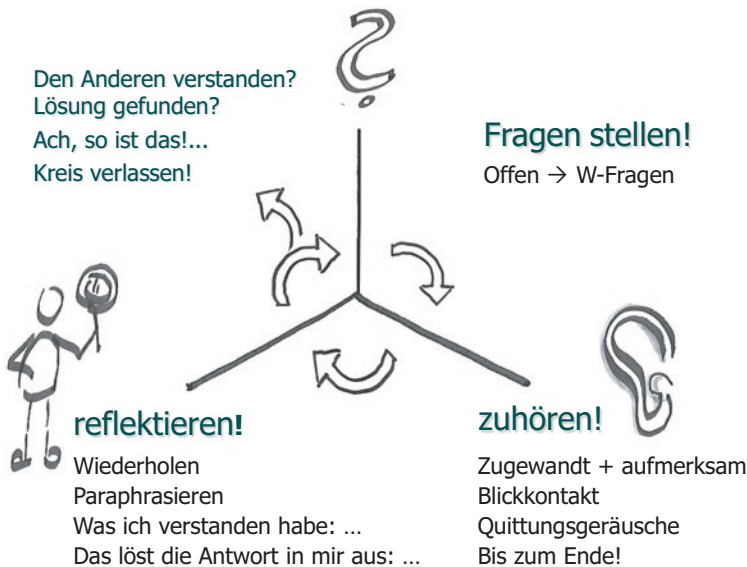 ?
Den Anderen verstanden?
Lösung gefunden?
Ach, so ist das!...
Kreis verlassen!
Fragen stellen!
Offen → W-Fragen
reflektieren!
Wiederholen
Paraphrasieren
Was ich verstanden habe: ...
Das löst die Antwort in mir aus: ...
zuhören!
Zugewandt + aufmerksam
Blickkontakt
Quittungsgeräusche
Bis zum Ende!